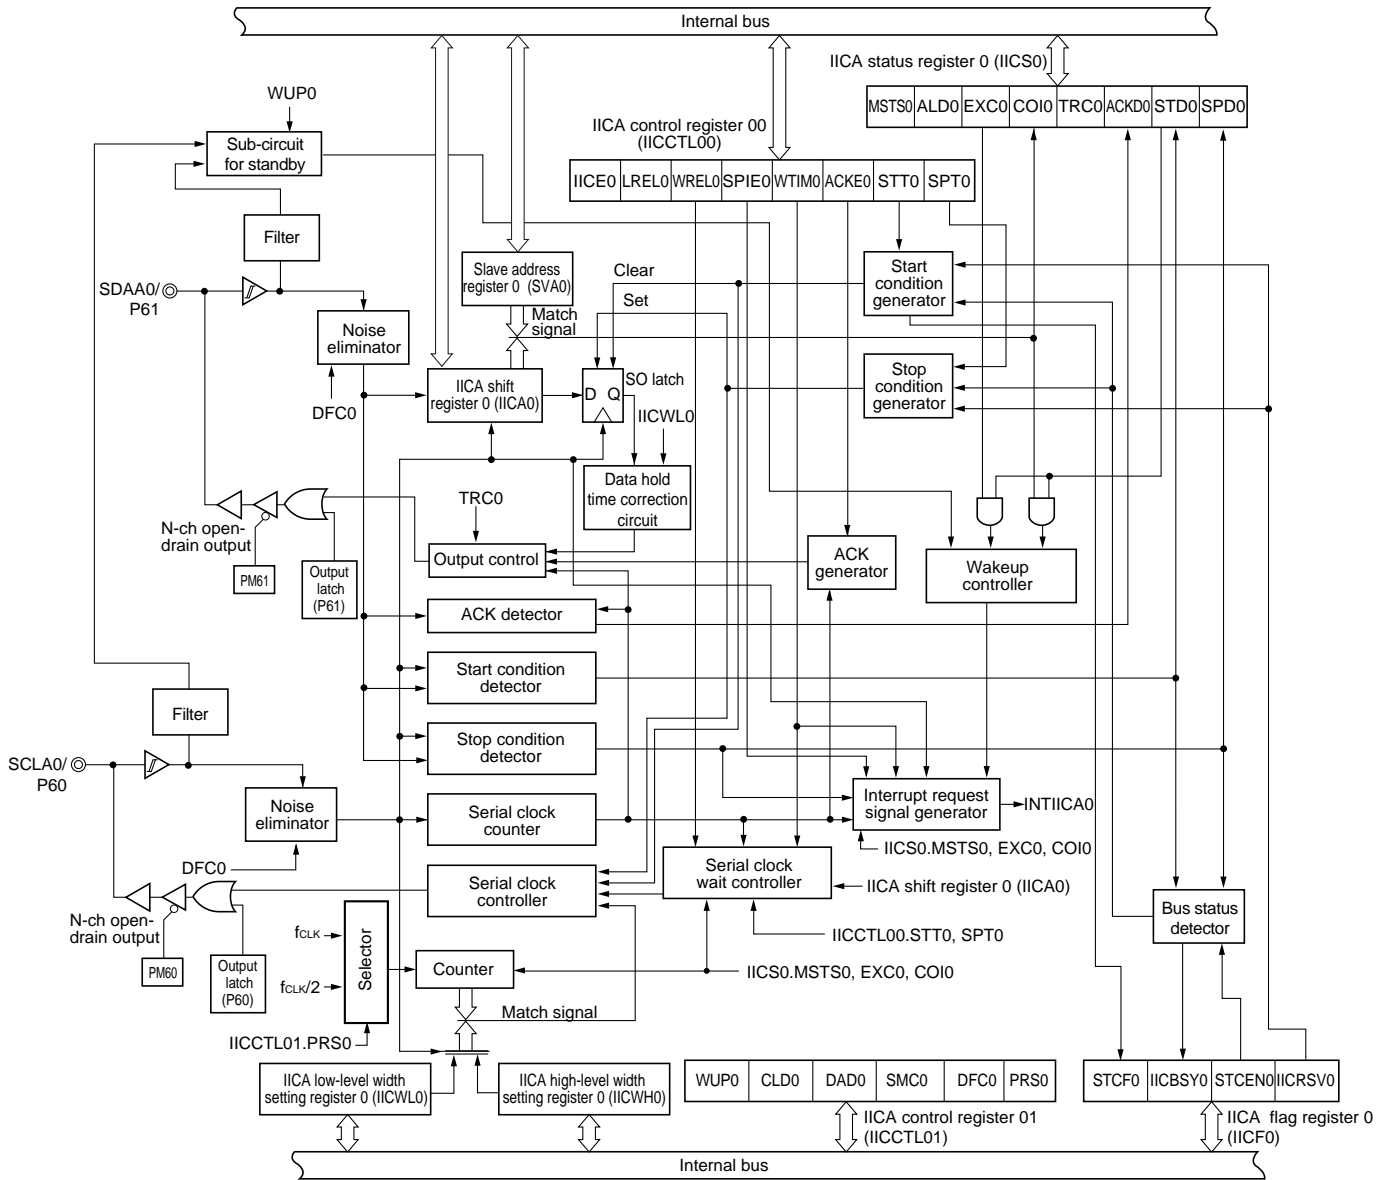 Internal bus
IICA status register 0 (IICS0)
MSTS0 ALD0 EXC0 COI0 TRC0 ACKD0 STD0 SPD0
WUP0
Sub-circuit
for standby
IICA control register 00
(IICCTL00)
IICE0 LREL0 WREL0 SPIE0 WTIM0 ACKE0 STT0 SPT0
Filter
SDAA0/
P61
Slave address
register 0 (SVA0)
Clear
Set
Match
signal
Start
condition
generator
Noise
eliminator
DFC0
IICA shift
register 0 (IICA0)
D Q
SO latch
IICWL0
Stop
condition
generator
Data hold
time correction
circuit
TRC0
N-ch open-
drain output
PM61
Output
latch
(P61)
Output control
ACK
generator
Wakeup
controller
ACK detector
Start condition
detector
Filter
Stop condition
detector
SCLA0/
P60
Noise
eliminator
DFC0
Serial clock
counter
Interrupt request
signal generator
INTIICA0
IICS0.MSTS0, EXC0, COI0
Serial clock
controller
Serial clock
wait controller
IICA shift register 0 (IICA0)
Bus status
detector
N-ch open-
drain output
PM60
Output
latch
(P60)
fCLK
fCLK/2
Selector
Counter
IICCTL00.STT0, SPT0
IICS0.MSTS0, EXC0, COI0
Match signal
IICCTL01.PRS0
IICA low-level width
setting register 0 (IICWL0)
IICA high-level width
setting register 0 (IICWH0)
WUP0 CLD0 DAD0 SMC0 DFC0 PRS0
STCF0 IICBSY0 STCEN0 IICRSV0
IICA control register 01
(IICCTL01)
IICA flag register 0
(IICF0)
Internal bus